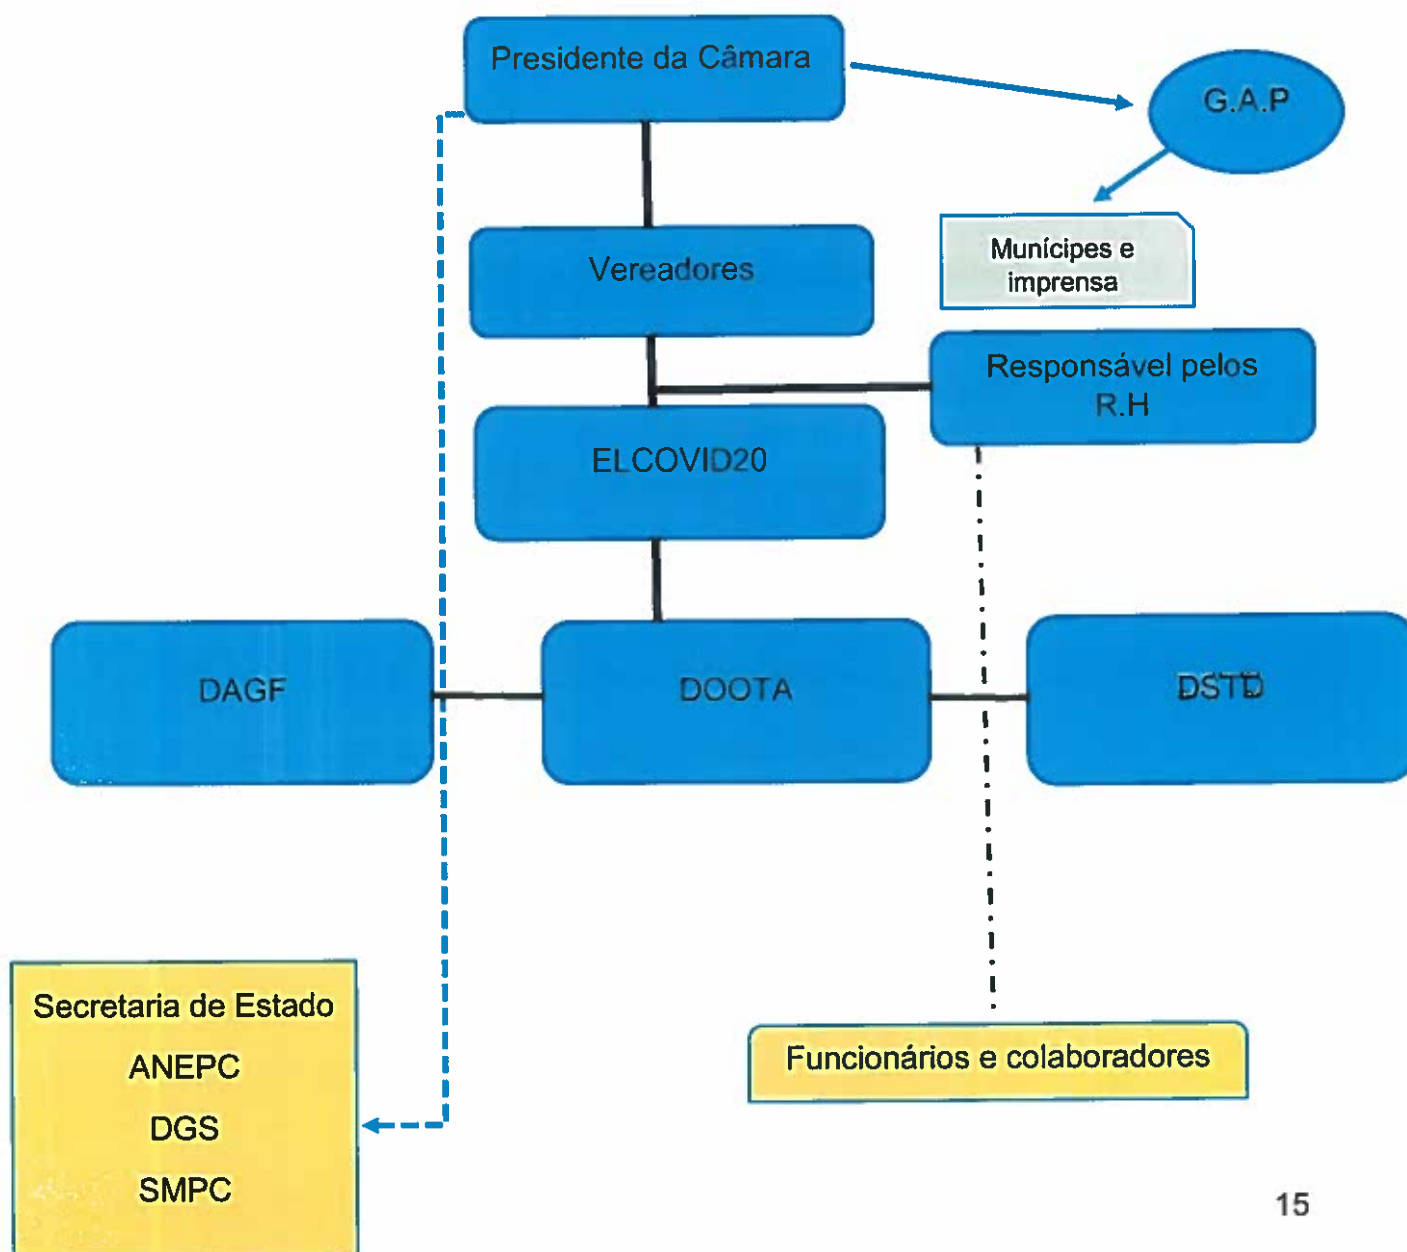 Presidente da Câmara
G.A.P
Vereadores
Munícipes e
imprensa
Responsável pelos
R.H
ELCOVID20
DAGF
DOOTA
DSTD
Secretaria de Estado
ANEPC
DGS
SMPC
Funcionários e colaboradores
15